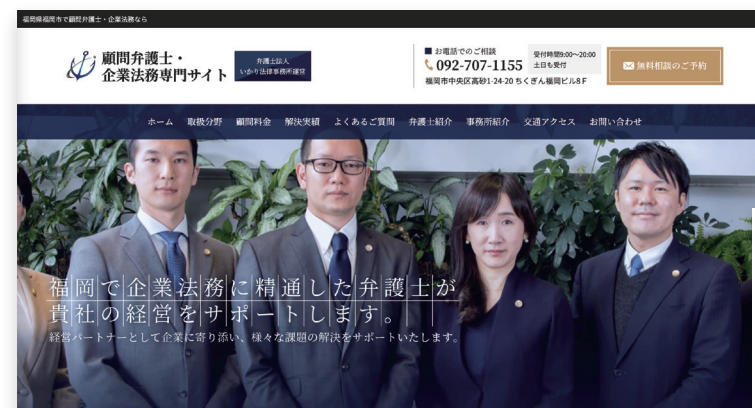 福岡県福岡市で顧問弁護士・企業法務なら
顧問弁護士・
企業法務専門サイト
弁護士法人
いかり法律事務所運営
お電話でのご相談
092-707-1155
受付時間9:00～20:00
土日も受付
福岡市中央区高砂1-24-20 ちくぎん福岡ビル8Ｆ
無料相談のご予約
ホーム 取扱分野 顧問料金 解決実績 よくあるご質問 弁護士紹介 事務所紹介 交通アクセス お問い合わせ
福岡で企業法務に精通した弁護士が
貴社の経営をサポートします。
経営パートナーとして企業に寄り添い、様々な課題の解決をサポートいたします。